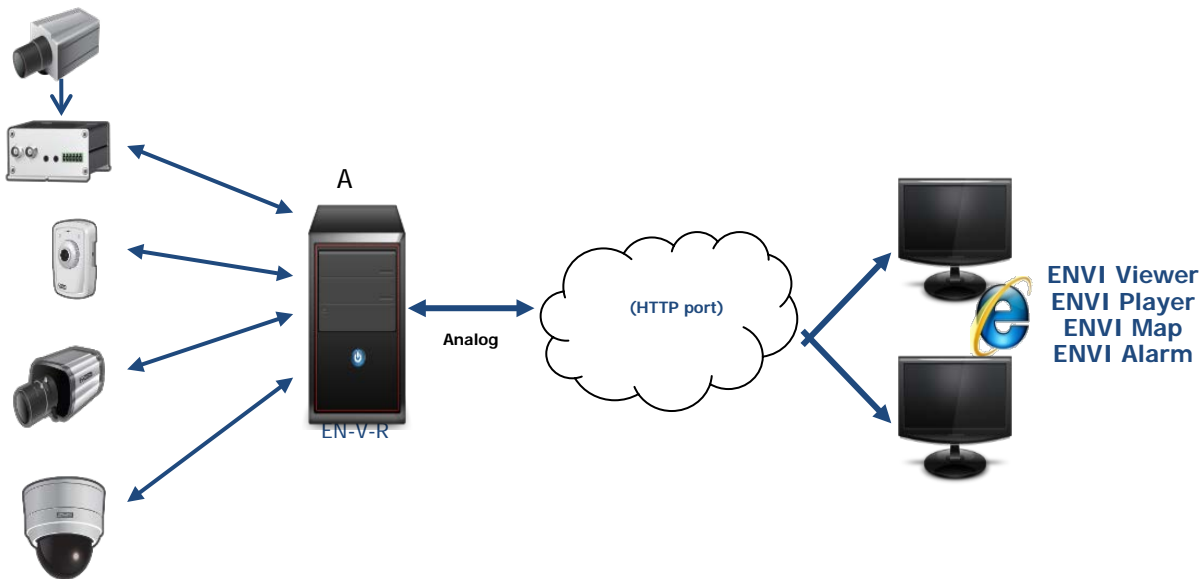 A
EN-V-R
Analog
(HTTP port)
ENVI Viewer
ENVI Player
ENVI Map
ENVI Alarm